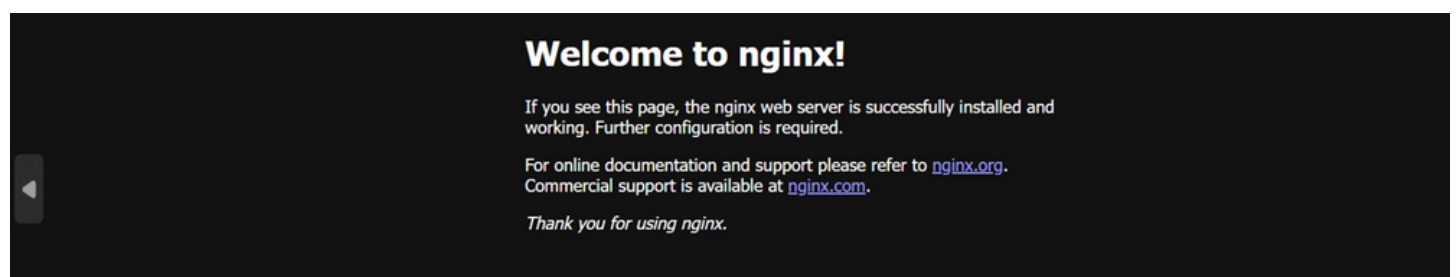 Welcome to nginx!
If you see this page, the nginx web server is successfully installed and
working. Further configuration is required.
For online documentation and support please refer to nginx.org.
Commercial support is available at nginx.com.
Thank you for using nginx.